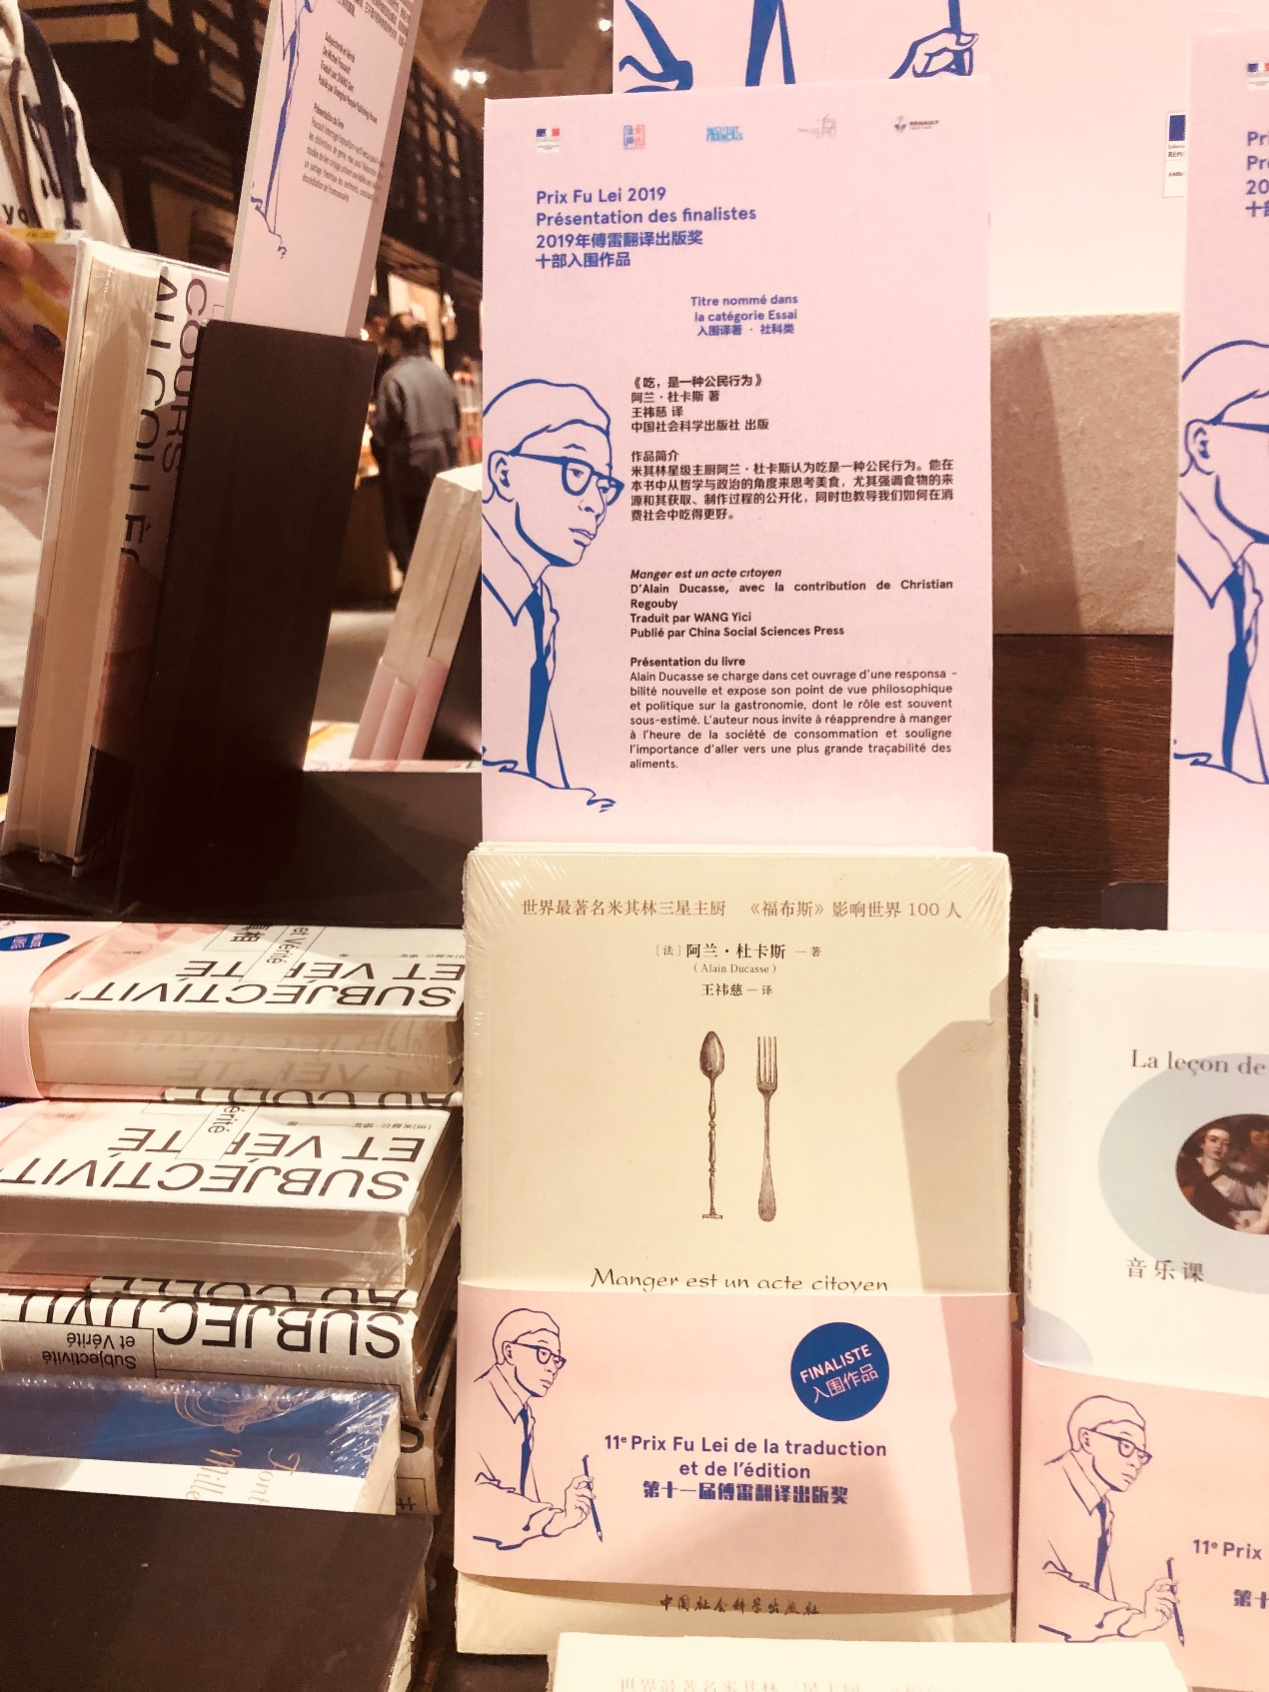 Prix Fu Lei 2019
Présentation des finalistes
2019年傅雷翻译出版奖
十部入围作品
Titre nommé dans
la catégorie Essai
入围译著 · 社科类
《吃，是一种公民行为》
阿兰·杜卡斯 著
王祎慈 译
中国社会科学出版社 出版
作品简介
米其林星级主厨阿兰·杜卡斯认为吃是一种公民行为。他在
本书中从哲学与政治的角度来思考美食，尤其强调食物的来
源和其获取、制作过程的公开化，同时也教导我们如何在消
费社会中吃得更好。
Manger est un acte citoyen
D'Alain Ducasse, avec la contribution de Christian
Regouby
Traduit par WANG Yici
Publié par China Social Sciences Press
Présentation du livre
Alain Ducasse se charge dans cet ouvrage d'une responsa -
bilité nouvelle et expose son point de vue philosophique
et politique sur la gastronomie, dont le rôle est souvent
sous-estimé. L'auteur nous invite à réapprendre à manger
à l'heure de la société de consommation et souligne
l'importance d'aller vers une plus grande traçabilité des
aliments.
世界最著名米其林三星主厨 《福布斯》影响世界 100 人
[法] 阿兰·杜卡斯 — 著
(Alain Ducasse)
王祎慈 — 译
Manger est un acte citoyen
FINALISTE
入围作品
11e Prix Fu Lei de la traduction
et de l'édition
第十一届傅雷翻译出版奖
中国社会科学出版社
La leçon de
音乐课
11e Prix
第十
COURS
SUBJECTIVIT
ET VÉR TÉ
et Vérité
SUBJECTIVIT
ET VÉR TÉ
SUBJECTIVIT
Subjectivité
et Vérité